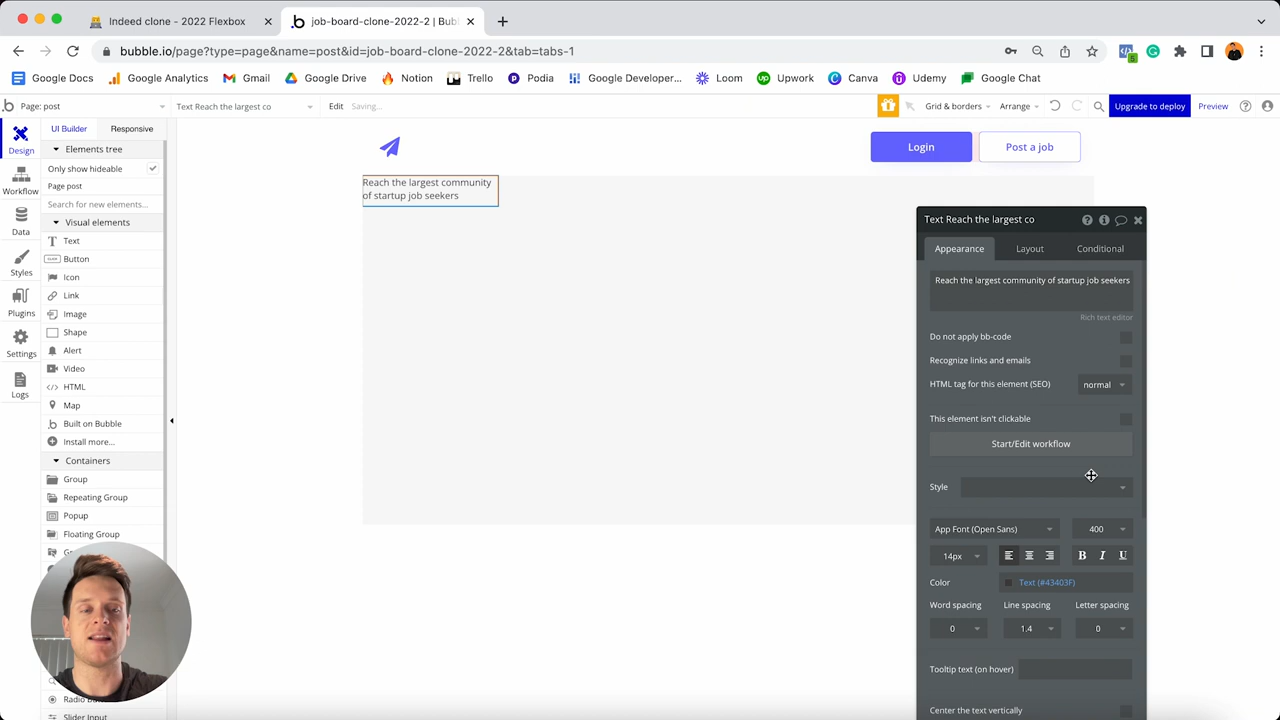 Indeed clone - 2022 Flexbox
job-board-clone-2022-2 | Bubl
bubble.io/page?type=page&name=post&id=job-board-clone-2022-2&tab=tabs-1
Google Docs
Google Analytics
Gmail
Google Drive
Notion
Trello
Podia
Google Developer...
Loom
Upwork
Canva
Udemy
Google Chat
Page: post
Text Reach the largest co
Edit
Saving...
Grid & borders
Arrange
Upgrade to deploy
Preview
Design
Workflow
Data
Styles
Plugins
Settings
Logs
UI Builder
Responsive
Elements tree
Only show hideable
Page post
Search for new elements...
Visual elements
Text
Button
Icon
Link
Image
Shape
Alert
Video
HTML
Map
Built on Bubble
Install more...
Containers
Group
Repeating Group
Popup
Floating Group
Slider Input
Login
Post a job
Reach the largest community
of startup job seekers
Text Reach the largest co
Appearance
Layout
Conditional
Reach the largest community of startup job seekers
Rich text editor
Do not apply bb-code
Recognize links and emails
HTML tag for this element (SEO)
normal
This element isn't clickable
Start/Edit workflow
Style
App Font (Open Sans)
400
14px
B
I
U
Color
Text (#43403F)
Word spacing
Line spacing
Letter spacing
0
1.4
0
Tooltip text (on hover)
Center the text vertically